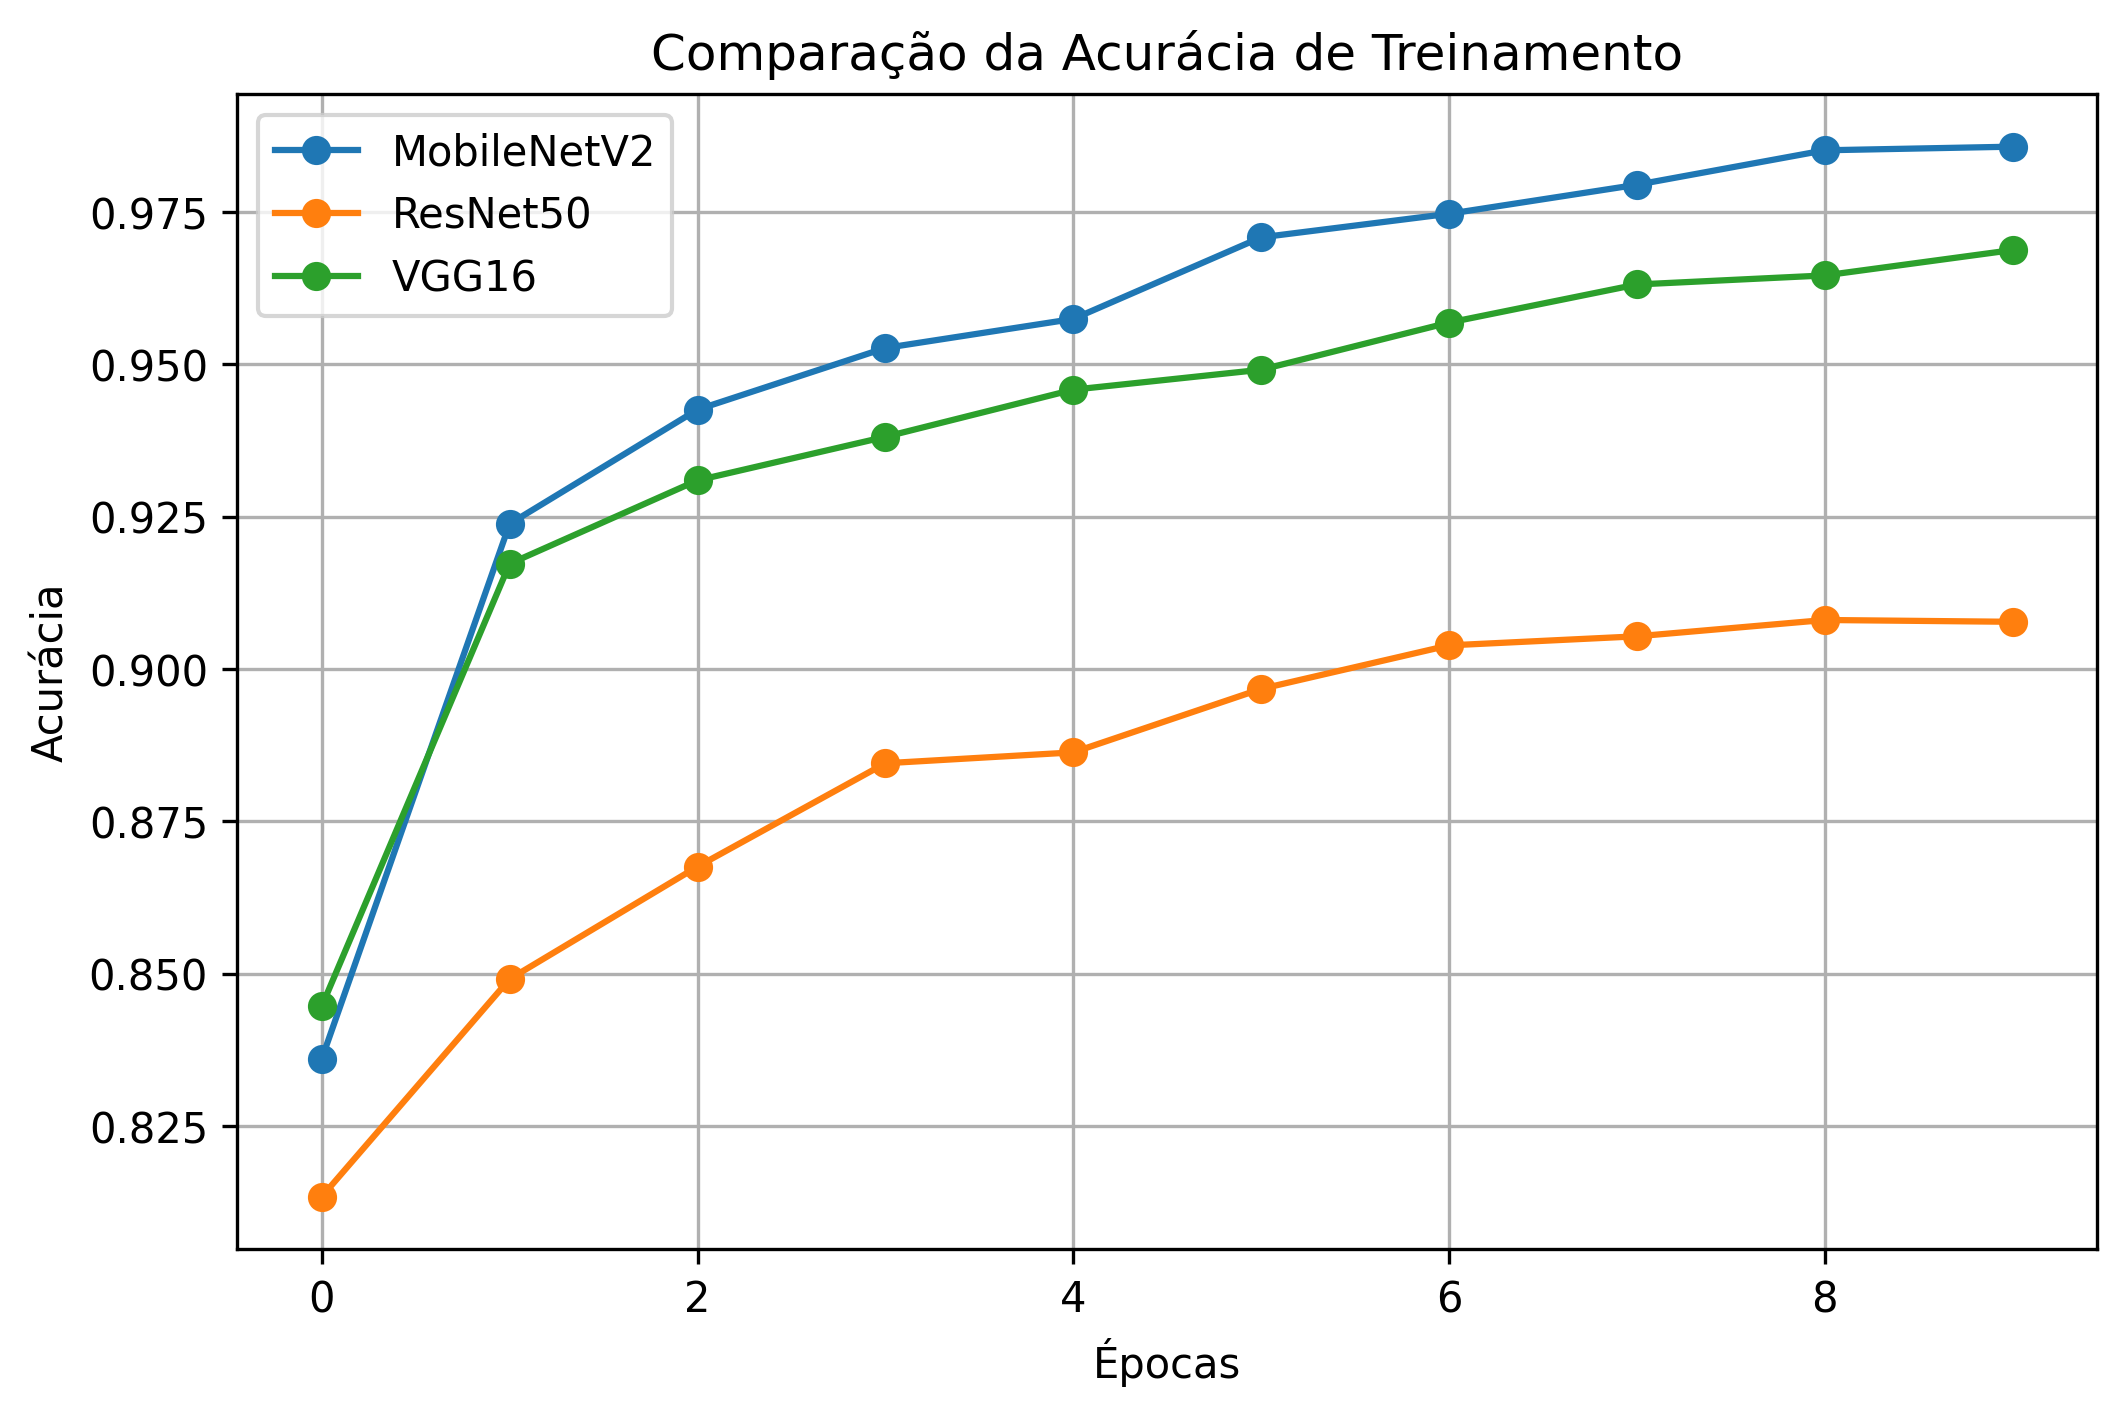 Comparação da Acurácia de Treinamento
MobileNetV2
ResNet50
VGG16
0.975
0.950
0.925
0.900
0.875
0.850
0.825
Acurácia
0 2 4 6 8
Épocas